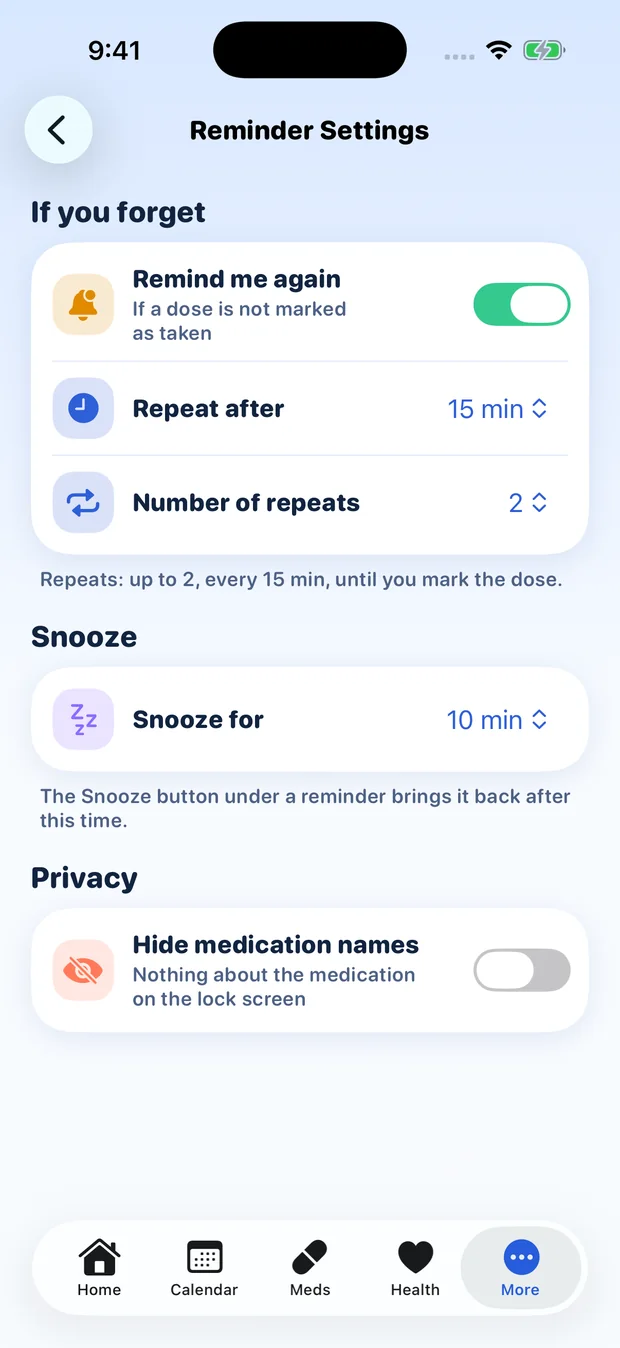 9:41
Reminder Settings
If you forget
Remind me again
If a dose is not marked
as taken
Repeat after
15 min
Number of repeats
2
Repeats: up to 2, every 15 min, until you mark the dose.
Snooze
Snooze for
10 min
The Snooze button under a reminder brings it back after
this time.
Privacy
Hide medication names
Nothing about the medication
on the lock screen
Home
Calendar
Meds
Health
More